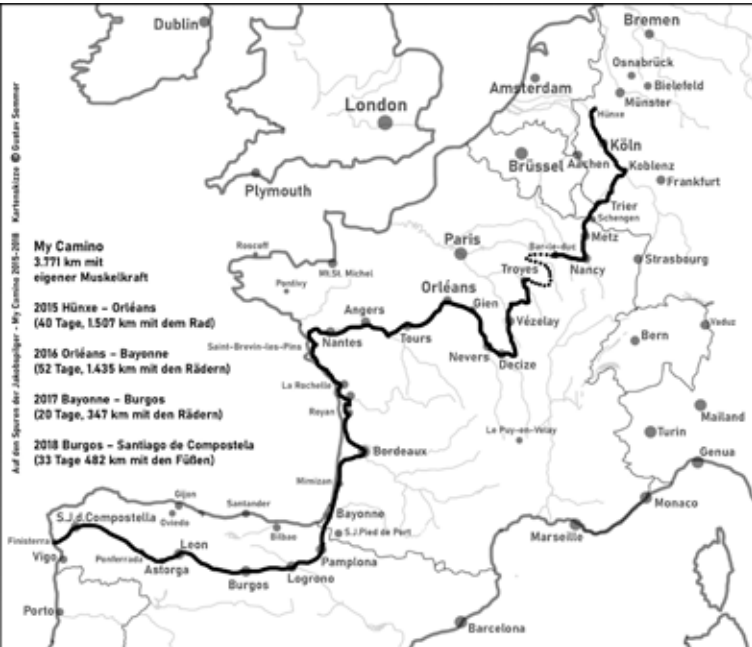 Dublin
Bremen
Osnabrück
Bielefeld
Münster
Amsterdam
London
Hünxe
Köln
Brüssel
Aachen
Koblenz
Frankfurt
Plymouth
Trier
Schengen
Metz
Auf den Spuren der Jakobspilger - My Camino 2015-2018 Kartenskizze © Gustav Sommer
My Camino
3.771 km mit
eigener Muskelkraft
2015 Hünxe – Orléans
(40 Tage, 1.507 km mit dem Rad)
2016 Orléans – Bayonne
(52 Tage, 1.435 km mit den Rädern)
2017 Bayonne – Burgos
(20 Tage, 347 km mit den Rädern)
2018 Burgos – Santiago de Compostela
(33 Tage 482 km mit den Füßen)
Roscoff
Paris
Bar-le-duc
Mt.St. Michel
Troyes
Nancy
Strasbourg
Pontivy
Orléans
Gien
Angers
Vézelay
Vaduz
Bern
Saint-Brevin-les-Pins
Nantes
Tours
Nevers
Decize
La Rochelle
Royan
Mailand
Turin
Le Puy-en-Velay
Bordeaux
Genua
Mimizan
Monaco
Gijon
Santander
Bayonne
S.J.d.Compostella
Oviedo
Bilbao
S.J.Pied de Port
Marseille
Finisterra
Vigo
Ponferrada
Leon
Astorga
Pamplona
Logrono
Burgos
Porto
Barcelona